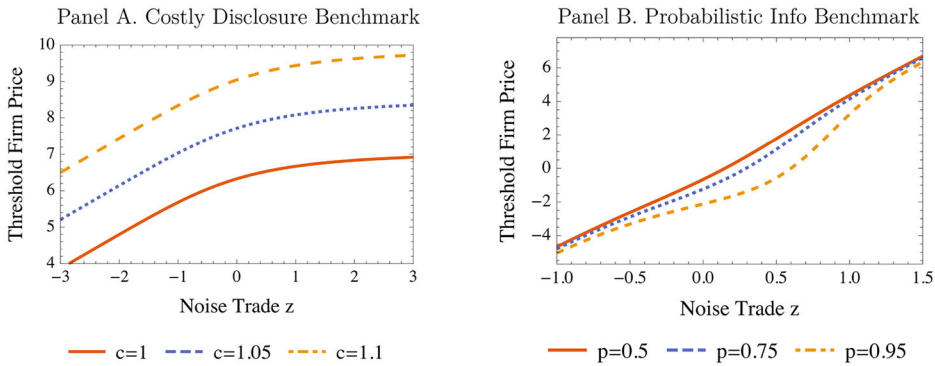 Panel A. Costly Disclosure Benchmark
Threshold Firm Price
10
9
8
7
6
5
4
−3
−2
−1
0
1
2
3
Noise Trade z
c=1
c=1.05
c=1.1
Panel B. Probabilistic Info Benchmark
Threshold Firm Price
6
4
2
0
−2
−4
−1.0
−0.5
0.0
0.5
1.0
1.5
Noise Trade z
p=0.5
p=0.75
p=0.95